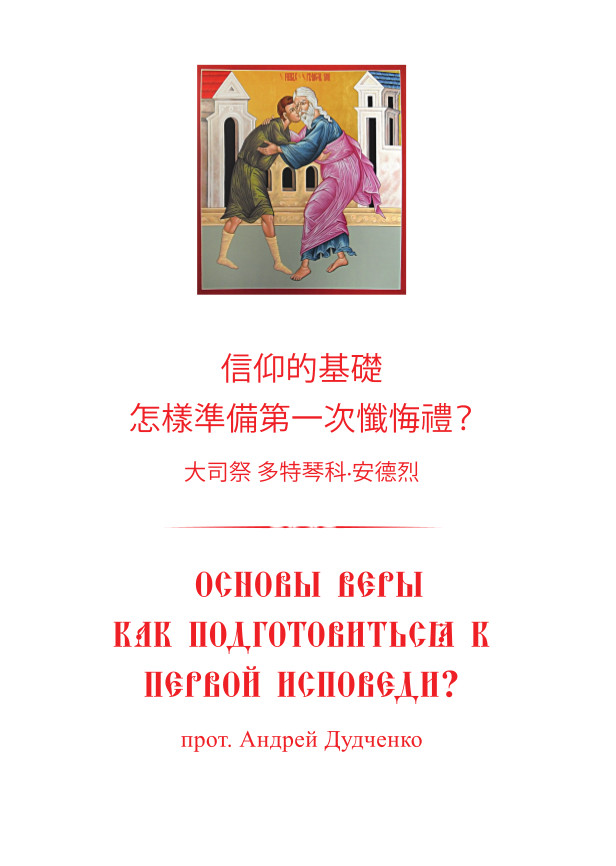 信仰的基礎
怎樣準備第一次懺悔禮？
大司祭 多特琴科·安德烈
ОСНОВЫ ВЕРЫ
КАК ПОДГОТОВИТЬСꙖ К
ПЕРВОЙ ИСПОВЕДИ?
прот. Андрей Дудченко